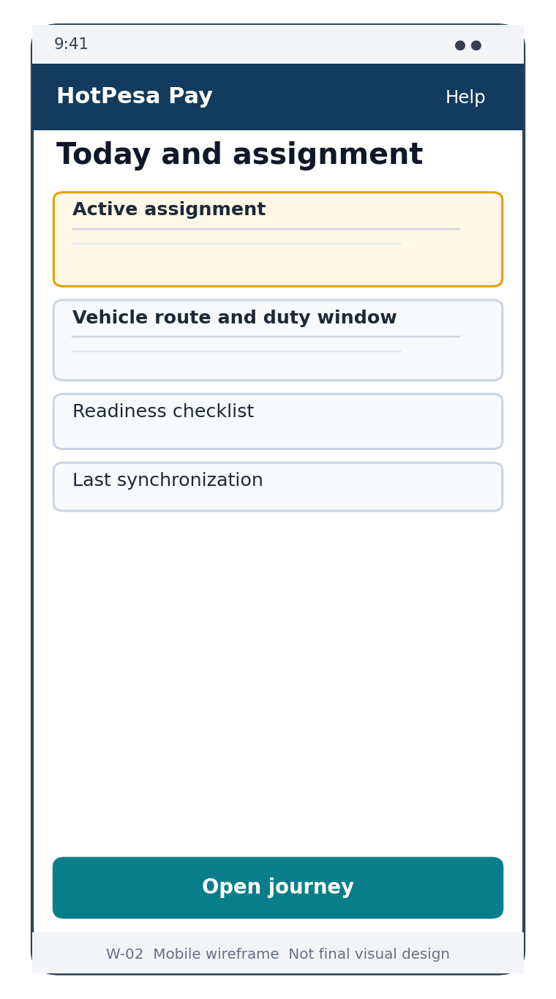 9:41
HotPesa Pay
Help
Today and assignment
Active assignment
Vehicle route and duty window
Readiness checklist
Last synchronization
Open journey
W-02 Mobile wireframe Not final visual design